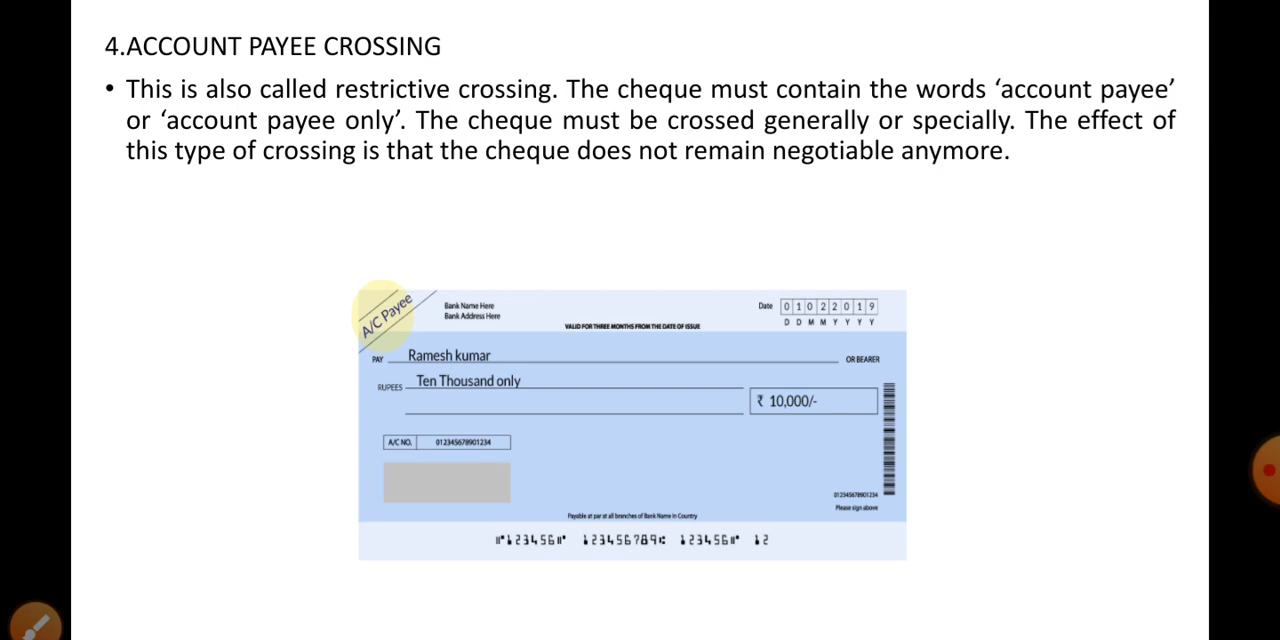 4.ACCOUNT PAYEE CROSSING
• This is also called restrictive crossing. The cheque must contain the words ‘account payee’
or ‘account payee only’. The cheque must be crossed generally or specially. The effect of
this type of crossing is that the cheque does not remain negotiable anymore.
A/C Payee
Bank Name Here
Bank Address Here
VALID FOR THREE MONTHS FROM THE DATE OF ISSUE
Date 0 1 0 2 2 0 1 9
D D M M Y Y Y Y
PAY Ramesh kumar OR BEARER
RUPEES Ten Thousand only
₹ 10,000/-
A/C NO. 012345678901234
012345678901234
Please sign above
Payable at par at all branches of Bank Name in Country
⑈123456⑈ 123456789⑆ 123456⑈ 12